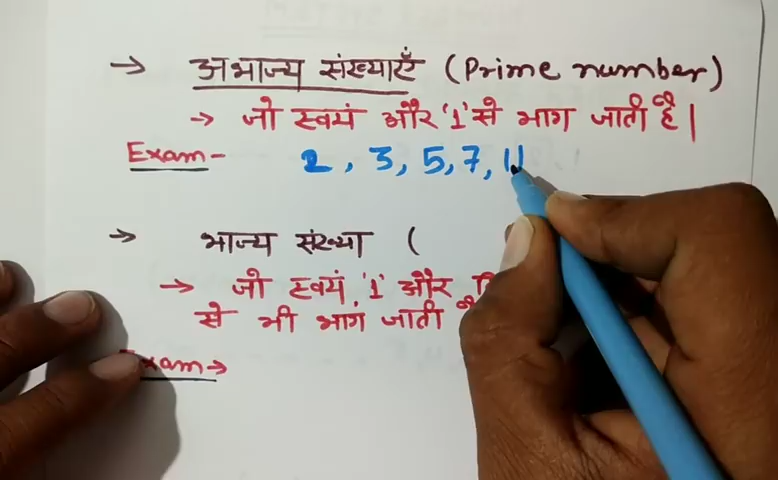 → अभाज्य संख्याएँ (Prime number)
→ जो स्वयं और '1' से भाग जाती है।
Exam- 2, 3, 5, 7, 11
→ भाज्य संख्या (
→ जो स्वयं, '1' और
से भी भाग जाती
Exam→